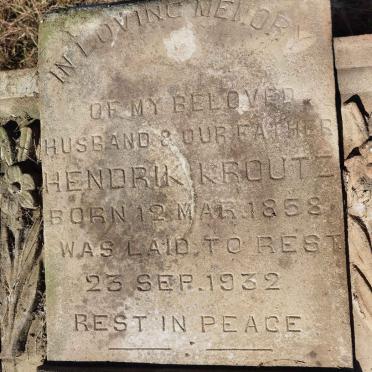 IN LOVING MEMORY
OF MY BELOVED
HUSBAND & OUR FATHER
HENDRIK KROUTZ
BORN 12 MAR. 1858
WAS LAID TO REST
23 SEP. 1932
REST IN PEACE